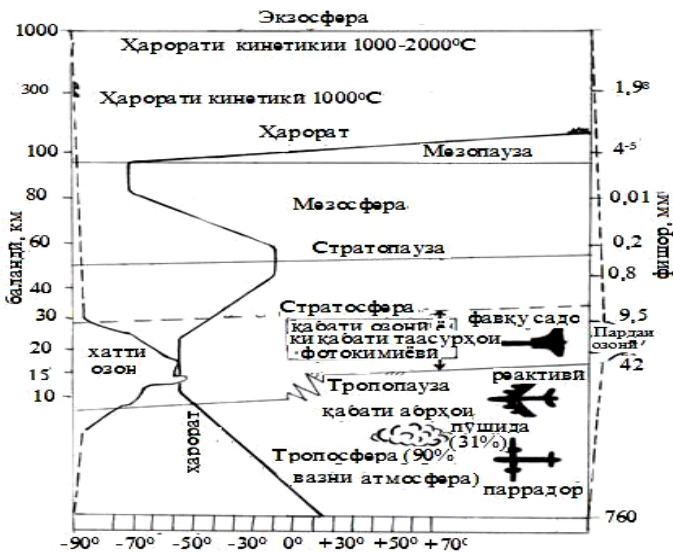 Экзосфера
1000
Ҳарорати кинетикии 1000-2000°C
300
1,9⁸
Ҳарорати кинетикӣ 1000°C
Ҳарорат
100
4⁻⁵
Мезопауза
80
0,01
Мезосфера
баландӣ, км
фишор, мм
60
0,2
Стратопауза
0,8
40
Стратосфера
30
9,5
фавқу садо
қабати озонӣ ё
ки қабати таасурҳои
фотокимиёвӣ
Пардаи
озонӣ
20
хатти
озон
42
15
Тропопауза
реактивӣ
10
қабати абрҳои
пӯшида
(31%)
ҳарорат
Тропосфера (90%
вазни атмосфера)
паррадор
760
-90° -70° -50° -30° 0° +30° +50° +70°